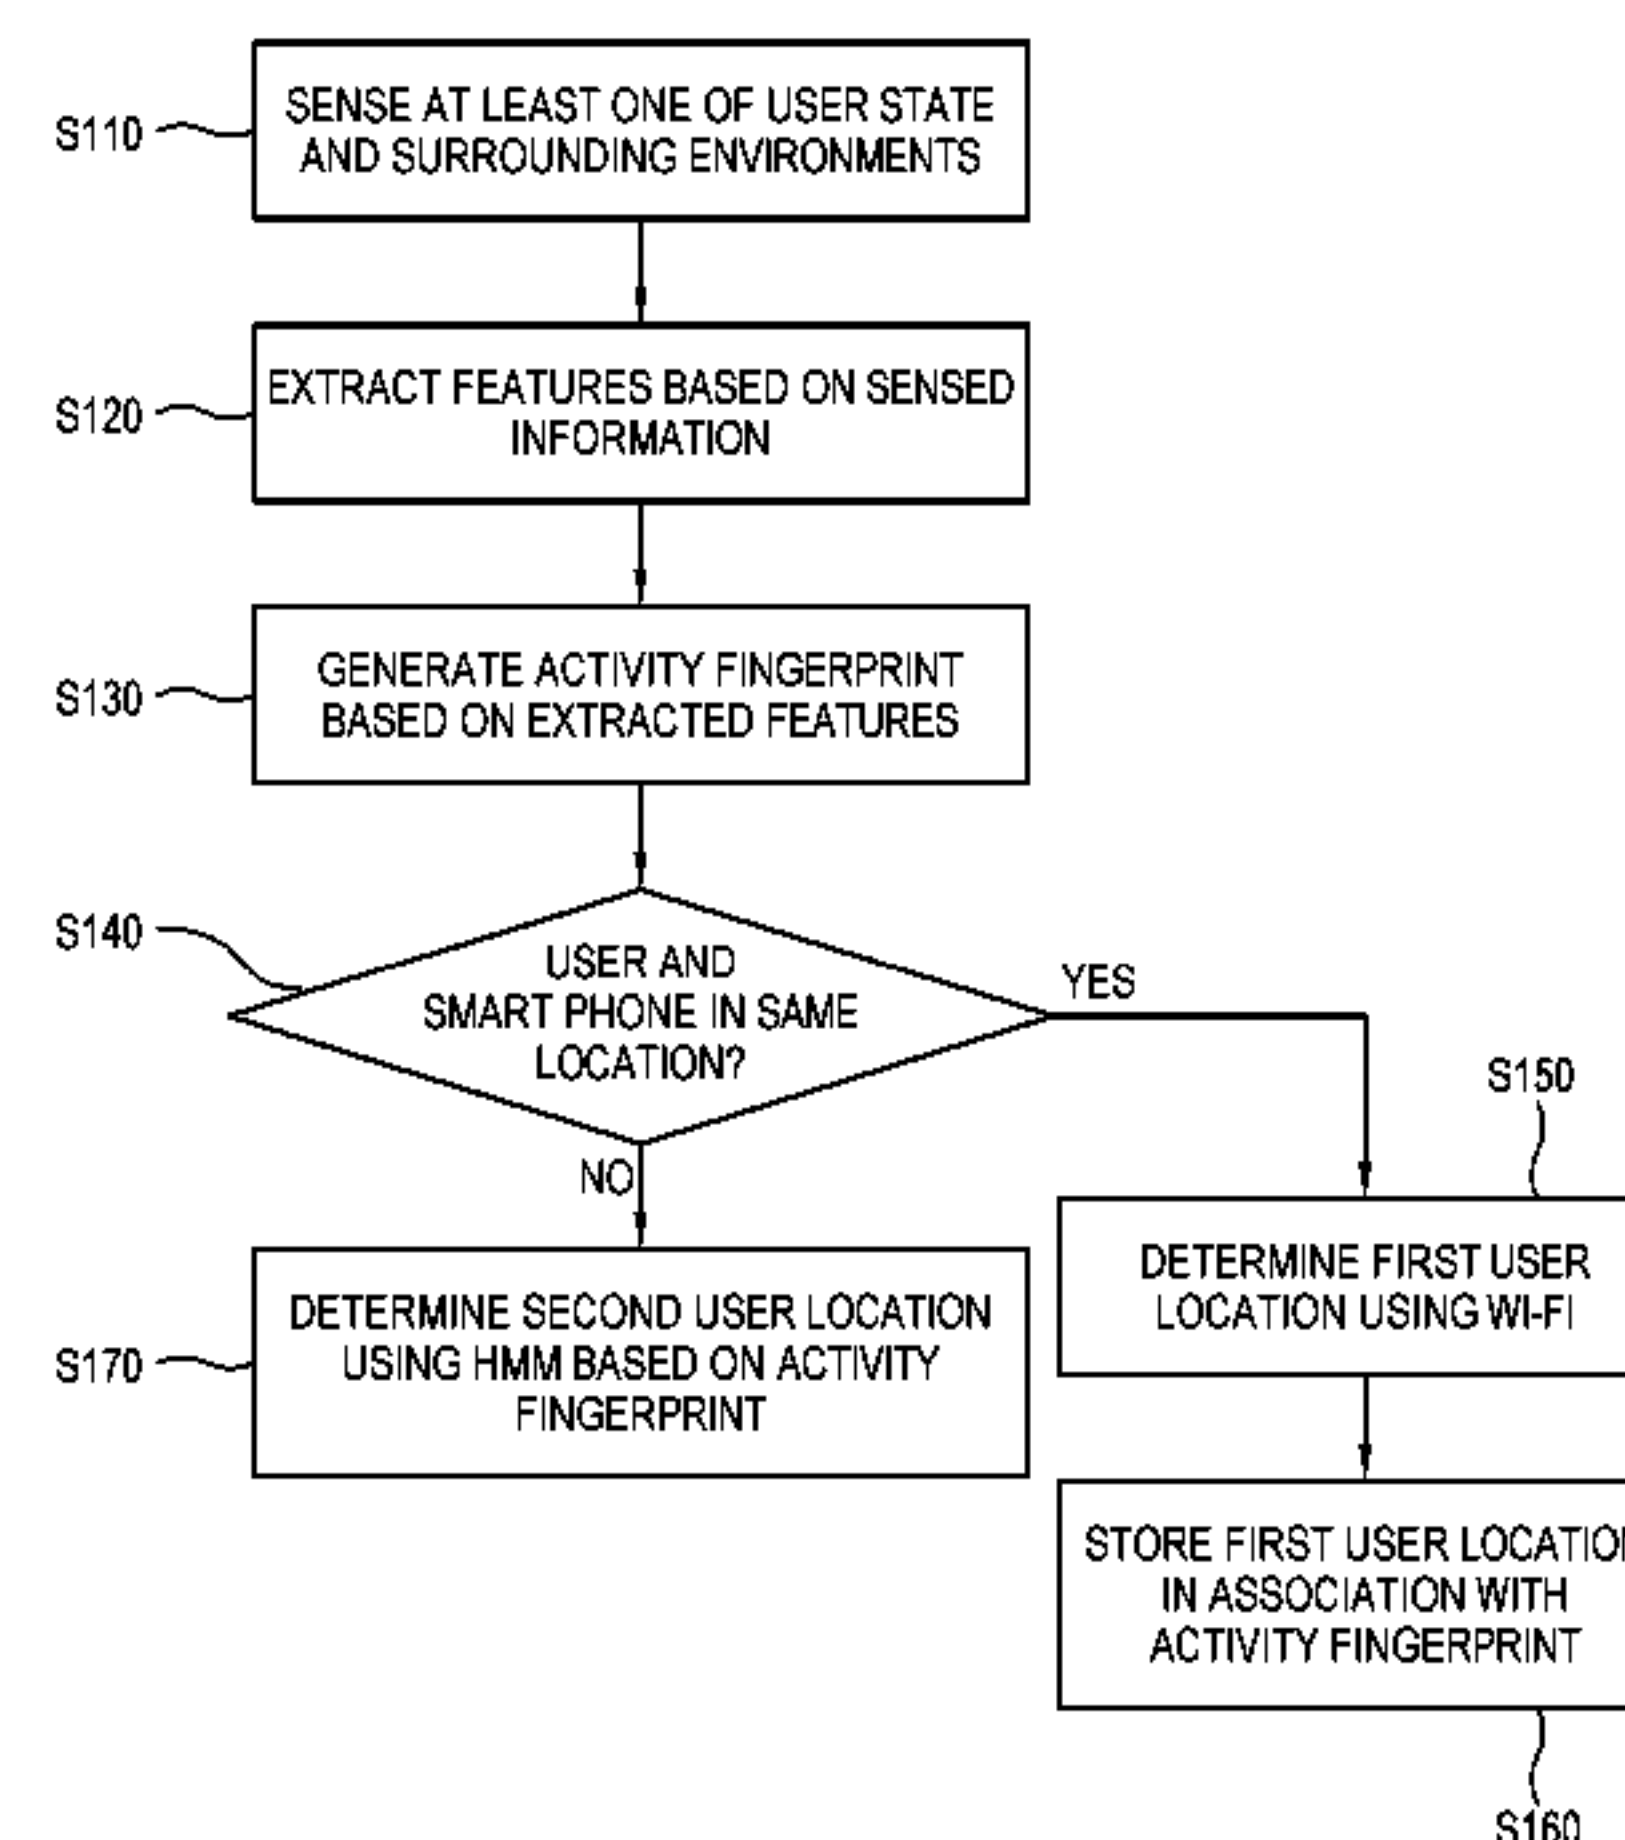 S110
SENSE AT LEAST ONE OF USER STATE
AND SURROUNDING ENVIRONMENTS
S120
EXTRACT FEATURES BASED ON SENSED
INFORMATION
S130
GENERATE ACTIVITY FINGERPRINT
BASED ON EXTRACTED FEATURES
S140
USER AND
SMART PHONE IN SAME
LOCATION?
YES
NO
S150
DETERMINE FIRST USER
LOCATION USING WI-FI
S170
DETERMINE SECOND USER LOCATION
USING HMM BASED ON ACTIVITY
FINGERPRINT
STORE FIRST USER
IN ASSOCIATION WITH
ACTIVITY FINGERPRINT
S160